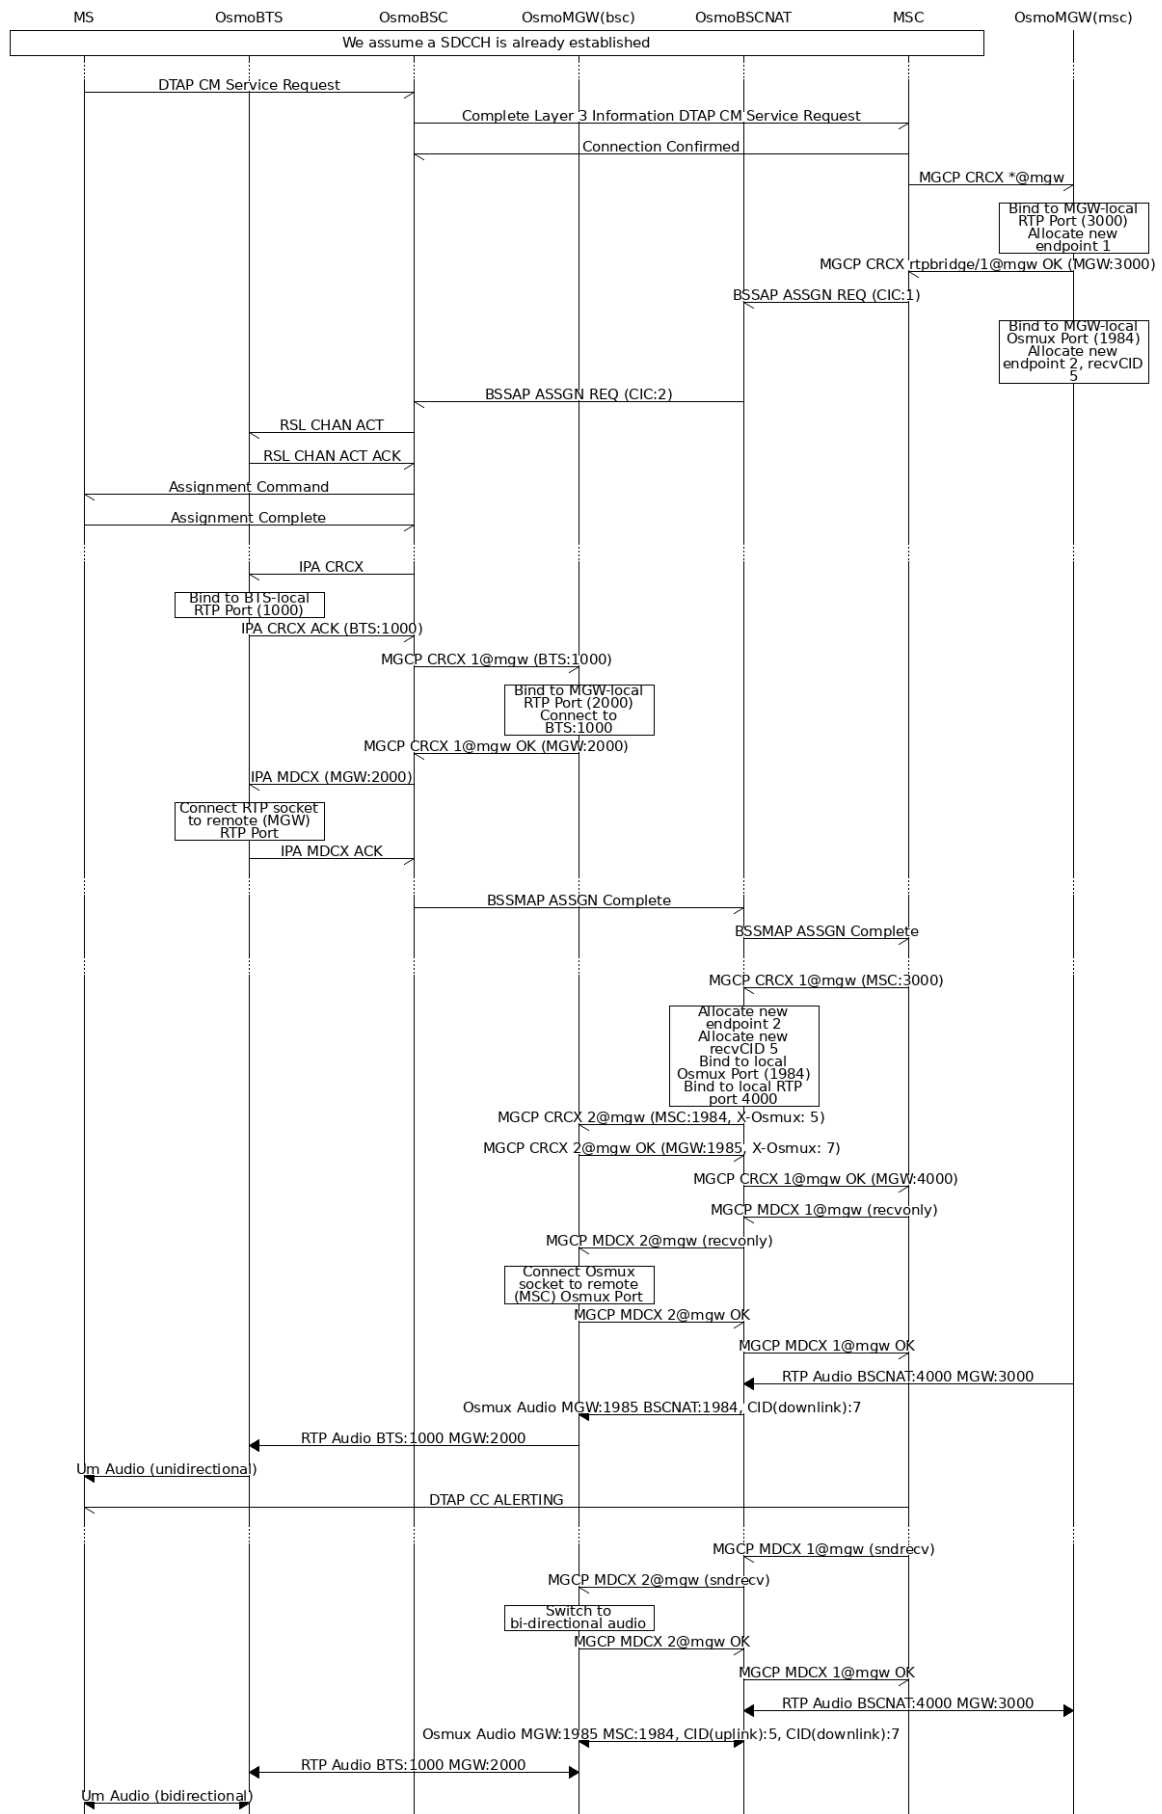 MS OsmoBTS OsmoBSC OsmoMGW(bsc) OsmoBSCNAT MSC OsmoMGW(msc)
We assume a SDCCH is already established
DTAP CM Service Request
Complete Layer 3 Information DTAP CM Service Request
Connection Confirmed
MGCP CRCX *@mgw
Bind to MGW-local
RTP Port (3000)
Allocate new
endpoint 1
MGCP CRCX rtpbridge/1@mgw OK (MGW:3000)
BSSAP ASSGN REQ (CIC:1)
Bind to MGW-local
Osmux Port (1984)
Allocate new
endpoint 2, recvCID
5
BSSAP ASSGN REQ (CIC:2)
RSL CHAN ACT
RSL CHAN ACT ACK
Assignment Command
Assignment Complete
IPA CRCX
Bind to BTS-local
RTP Port (1000)
IPA CRCX ACK (BTS:1000)
MGCP CRCX 1@mgw (BTS:1000)
Bind to MGW-local
RTP Port (2000)
Connect to
BTS:1000
MGCP CRCX 1@mgw OK (MGW:2000)
IPA MDCX (MGW:2000)
Connect RTP socket
to remote (MGW)
RTP Port
IPA MDCX ACK
BSSMAP ASSGN Complete
BSSMAP ASSGN Complete
MGCP CRCX 1@mgw (MSC:3000)
Allocate new
endpoint 2
Allocate new
recvCID 5
Bind to local
Osmux Port (1984)
Bind to local RTP
port 4000
MGCP CRCX 2@mgw (MSC:1984, X-Osmux: 5)
MGCP CRCX 2@mgw OK (MGW:1985, X-Osmux: 7)
MGCP CRCX 1@mgw OK (MGW:4000)
MGCP MDCX 1@mgw (recvonly)
MGCP MDCX 2@mgw (recvonly)
Connect Osmux
socket to remote
(MSC) Osmux Port
MGCP MDCX 2@mgw OK
MGCP MDCX 1@mgw OK
RTP Audio BSCNAT:4000 MGW:3000
Osmux Audio MGW:1985 BSCNAT:1984, CID(downlink):7
RTP Audio BTS:1000 MGW:2000
Um Audio (unidirectional)
DTAP CC ALERTING
MGCP MDCX 1@mgw (sndrecv)
MGCP MDCX 2@mgw (sndrecv)
Switch to
bi-directional audio
MGCP MDCX 2@mgw OK
MGCP MDCX 1@mgw OK
RTP Audio BSCNAT:4000 MGW:3000
Osmux Audio MGW:1985 MSC:1984, CID(uplink):5, CID(downlink):7
RTP Audio BTS:1000 MGW:2000
Um Audio (bidirectional)